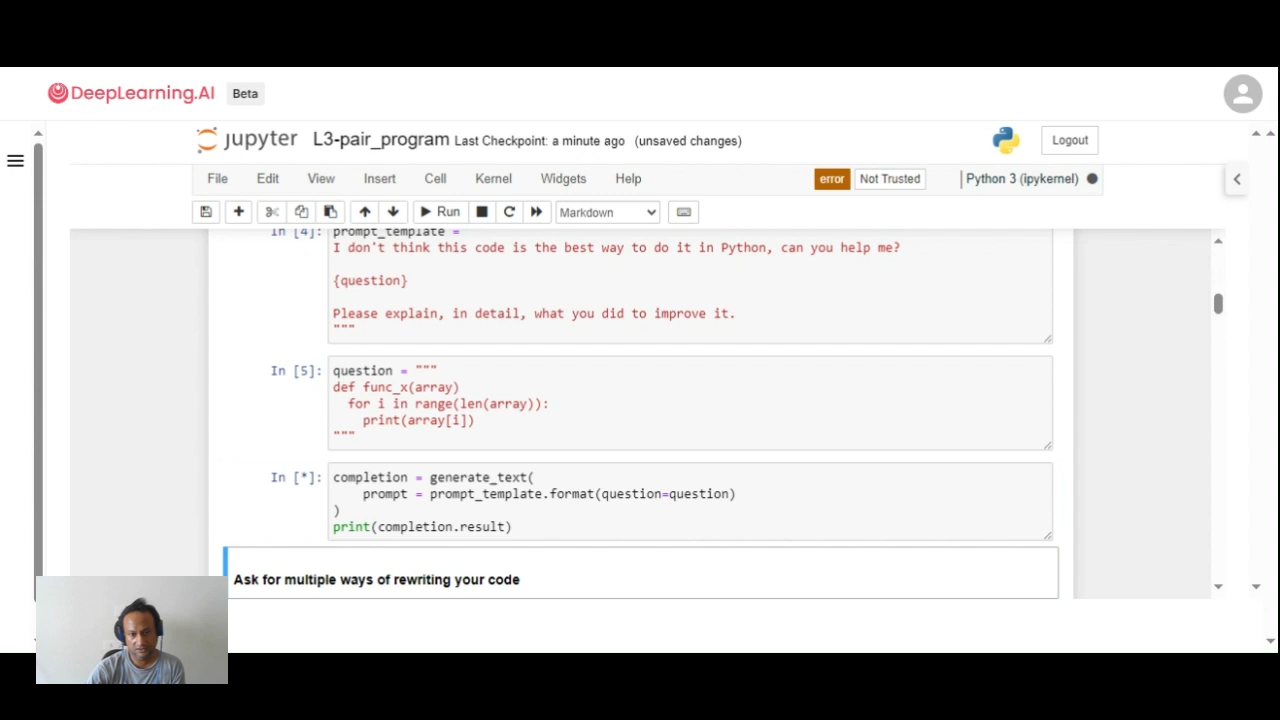 DeepLearning.AI Beta
jupyter L3-pair_program Last Checkpoint: a minute ago (unsaved changes)
Logout
File Edit View Insert Cell Kernel Widgets Help
error Not Trusted Python 3 (ipykernel)
Run Markdown
In [4]: prompt_template =
I don't think this code is the best way to do it in Python, can you help me?
{question}
Please explain, in detail, what you did to improve it.
"""
In [5]: question = """
def func_x(array)
for i in range(len(array)):
print(array[i])
"""
In [*]: completion = generate_text(
prompt = prompt_template.format(question=question)
)
print(completion.result)
Ask for multiple ways of rewriting your code